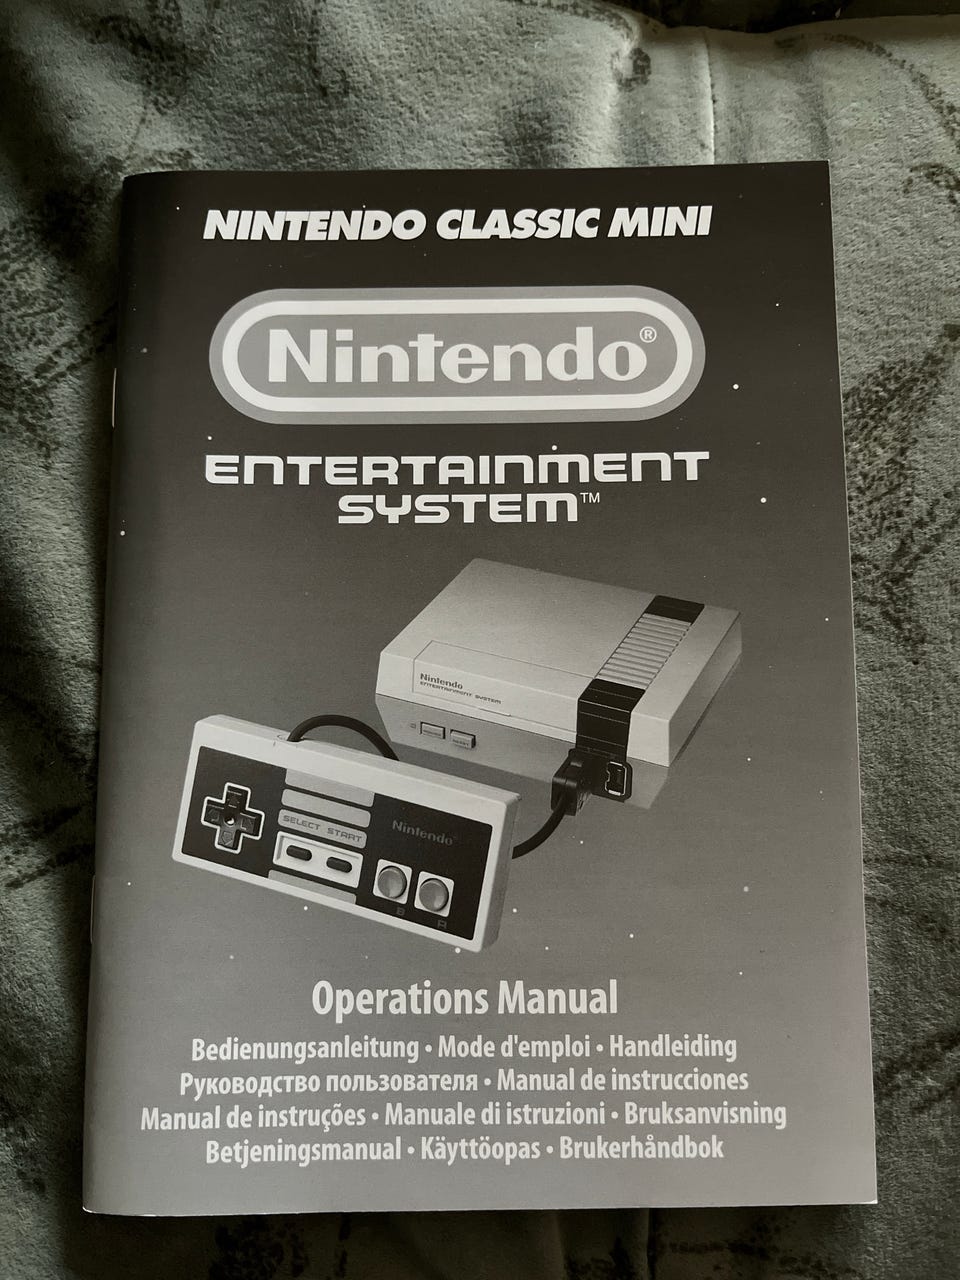 NINTENDO CLASSIC MINI
Nintendo®
ENTERTAINMENT
SYSTEM™
Nintendo
ENTERTAINMENT SYSTEM
SELECT START
Nintendo
B
A
Operations Manual
Bedienungsanleitung • Mode d'emploi • Handleiding
Руководство пользователя • Manual de instrucciones
Manual de instruções • Manuale di istruzioni • Bruksanvisning
Betjeningsmanual • Käyttöopas • Brukerhåndbok